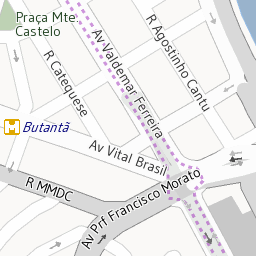 Praça Mte.
Castelo
Av Valdemar Ferreira
R Agostinho Cantu
R Catequese
M Butantã
Av Vital Brasil
R MMDC
Av Prf Francisco Morato